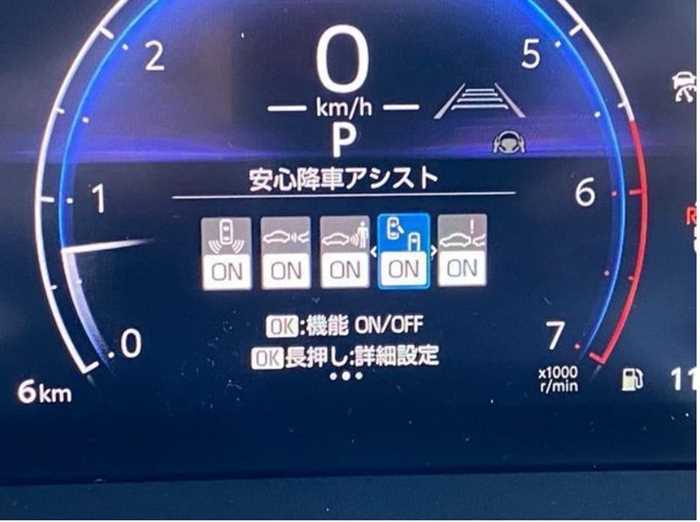 2
0
5
km/h
P
安心降車アシスト
1
6
ON ON ON ON ON
OK:機能 ON/OFF
0
7
OK長押し:詳細設定
x1000
r/min
6km
11